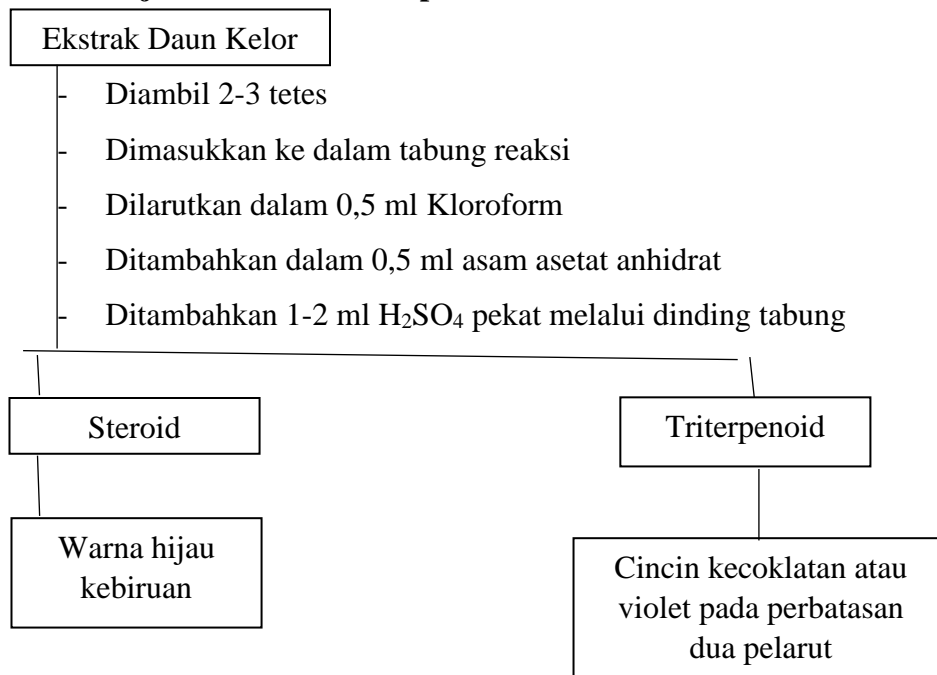 Ekstrak Daun Kelor
- Diambil 2-3 tetes
- Dimasukkan ke dalam tabung reaksi
- Dilarutkan dalam 0,5 ml Kloroform
- Ditambahkan dalam 0,5 ml asam asetat anhidrat
- Ditambahkan 1-2 ml H₂SO₄ pekat melalui dinding tabung
Steroid
Triterpenoid
Warna hijau
kebiruan
Cincin kecoklatan atau
violet pada perbatasan
dua pelarut